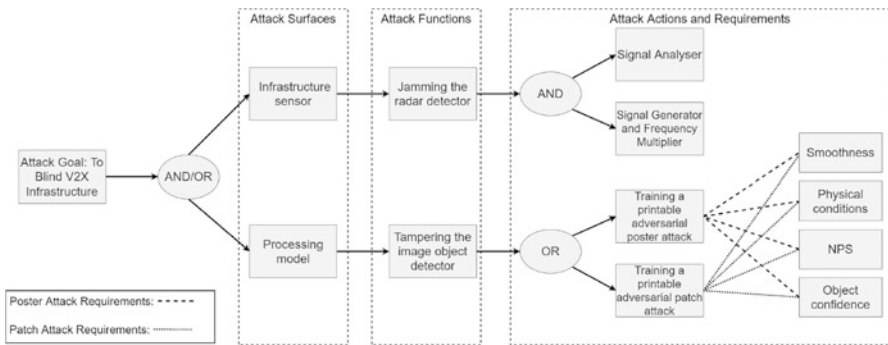 Attack Surfaces
Attack Functions
Attack Actions and Requirements
Attack Goal: To
Blind V2X
Infrastructure
AND/OR
Infrastructure
sensor
Jamming the
radar detector
AND
Signal Analyser
Signal Generator
and Frequency
Multiplier
Processing
model
Tampering the
image object
detector
OR
Training a
printable
adversarial
poster attack
Training a
printable
adversarial patch
attack
Smoothness
Physical
conditions
NPS
Object
confidence
Poster Attack Requirements:
Patch Attack Requirements: